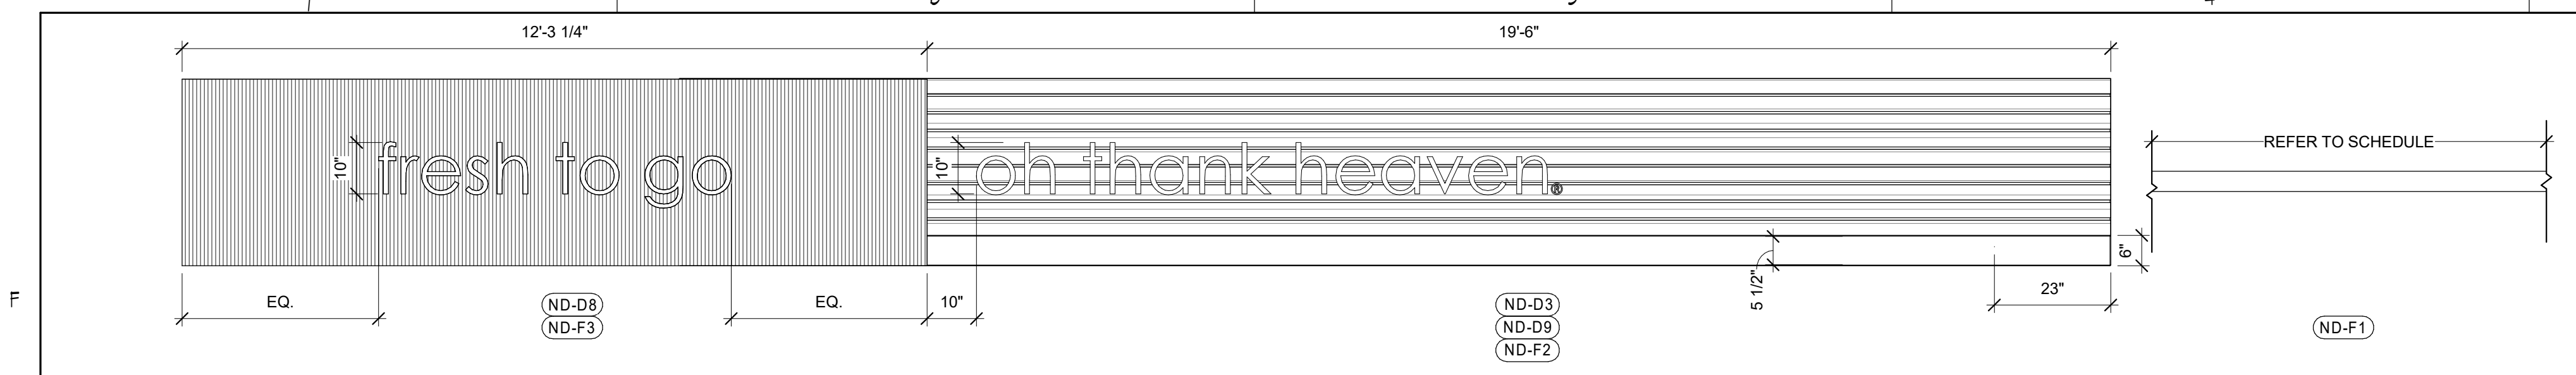 12'-3 1/4"
19'-6"
REFER TO SCHEDULE
10"
fresh to go
10"
oh thank heaven®
5 1/2"
6"
F
EQ.
EQ.
10"
23"
ND-D8
ND-F3
ND-D3
ND-D9
ND-F2
ND-F1